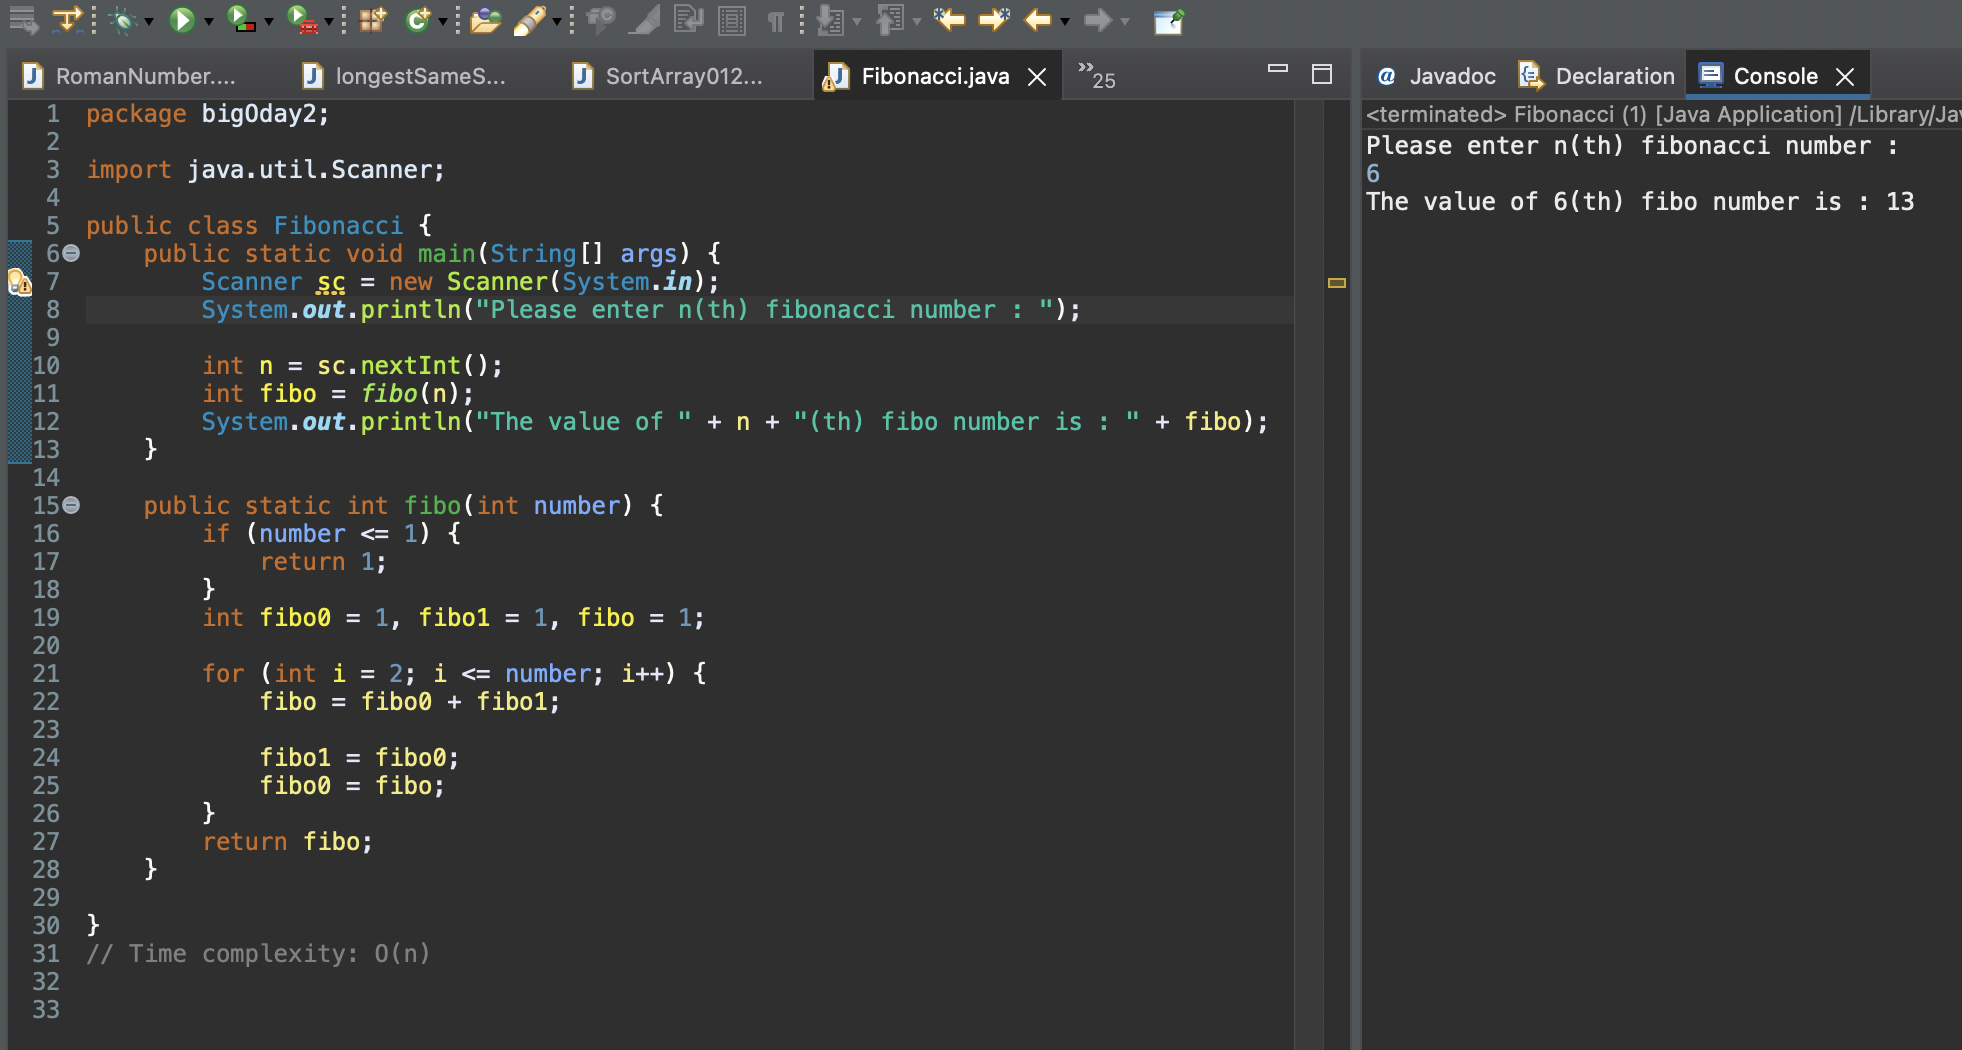 RomanNumber....
longestSameS...
SortArray012...
Fibonacci.java
»25
1 package bigOday2;
2
3 import java.util.Scanner;
4
5 public class Fibonacci {
6     public static void main(String[] args) {
7         Scanner sc = new Scanner(System.in);
8         System.out.println("Please enter n(th) fibonacci number : ");
9
10         int n = sc.nextInt();
11         int fibo = fibo(n);
12         System.out.println("The value of " + n + "(th) fibo number is : " + fibo);
13     }
14
15     public static int fibo(int number) {
16         if (number <= 1) {
17             return 1;
18         }
19         int fibo0 = 1, fibo1 = 1, fibo = 1;
20
21         for (int i = 2; i <= number; i++) {
22             fibo = fibo0 + fibo1;
23
24             fibo1 = fibo0;
25             fibo0 = fibo;
26         }
27         return fibo;
28     }
29
30 }
31 // Time complexity: O(n)
32
33
@ Javadoc
Declaration
Console
<terminated> Fibonacci (1) [Java Application] /Library/Jav
Please enter n(th) fibonacci number :
6
The value of 6(th) fibo number is : 13